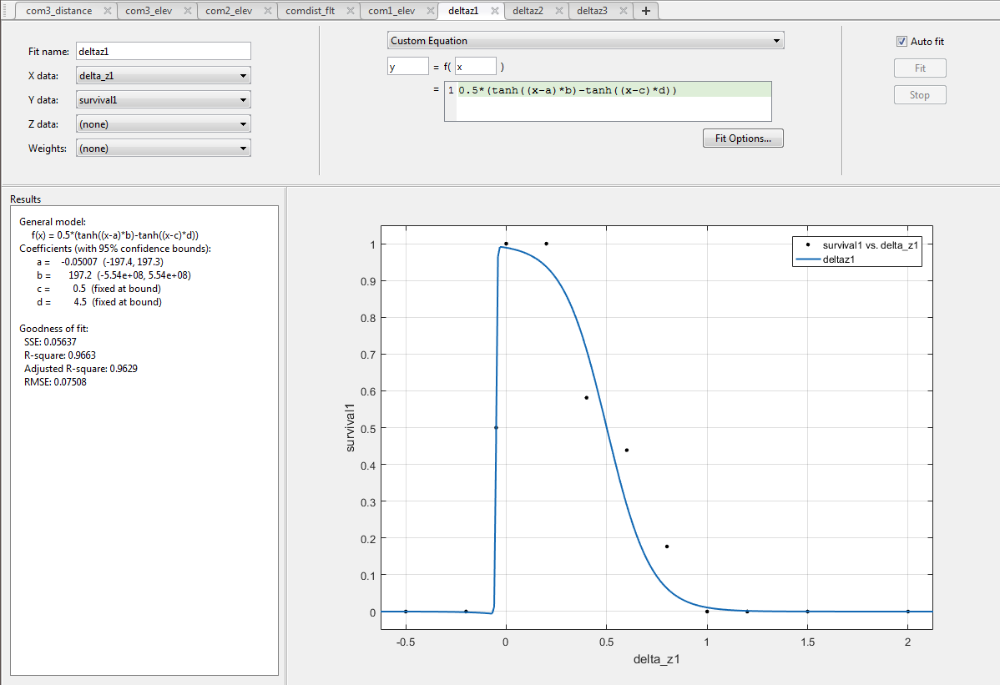 com3_distance com3_elev com2_elev comdist_flt com1_elev deltaz1 deltaz2 deltaz3 +
Fit name: deltaz1
X data: delta_z1
Y data: survival1
Z data: (none)
Weights: (none)
Custom Equation
y = f( x )
= 1 0.5*(tanh((x-a)*b)-tanh((x-c)*d))
Fit Options...
Auto fit
Fit
Stop
Results
General model:
f(x) = 0.5*(tanh((x-a)*b)-tanh((x-c)*d))
Coefficients (with 95% confidence bounds):
a = -0.05007 (-197.4, 197.3)
b = 197.2 (-5.54e+08, 5.54e+08)
c = 0.5 (fixed at bound)
d = 4.5 (fixed at bound)
Goodness of fit:
SSE: 0.05637
R-square: 0.9663
Adjusted R-square: 0.9629
RMSE: 0.07508
survival1 vs. delta_z1
deltaz1
1
0.9
0.8
0.7
0.6
0.5
0.4
0.3
0.2
0.1
0
survival1
-0.5 0 0.5 1 1.5 2
delta_z1